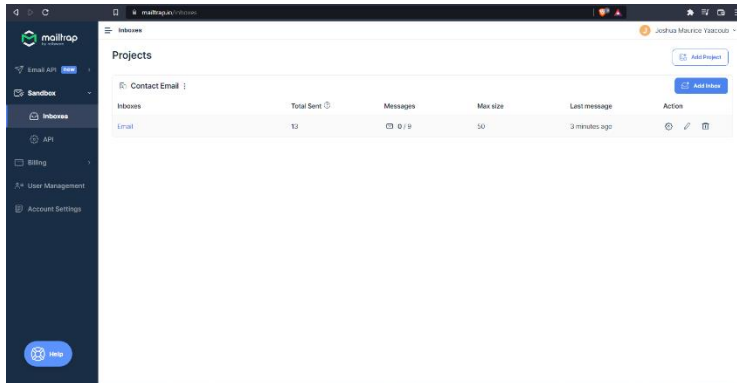 mailtrap.io/inboxes
mailtrap
Inboxes
Joshua Maurice Yaacoub
Email API New
Sandbox
Inboxes
API
Billing
User Management
Account Settings
Help
Projects
Add Project
Contact Email
Add Inbox
Inboxes Total Sent Messages Max size Last message Action
Email 13 0 / 9 50 3 minutes ago